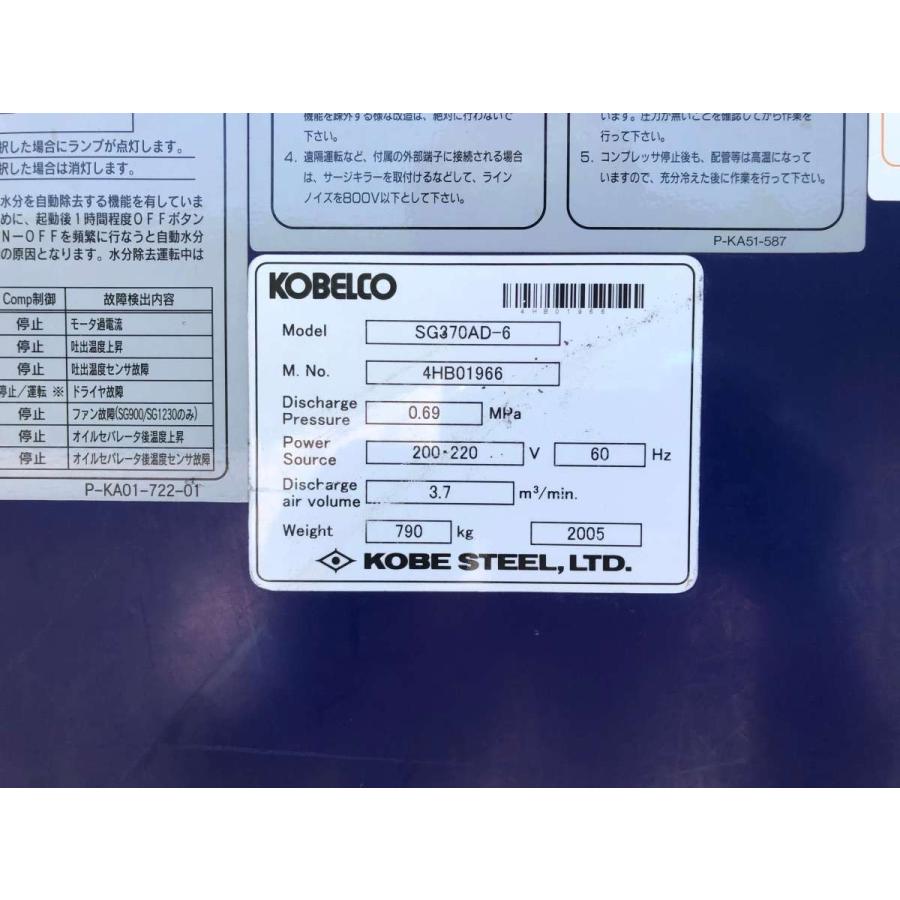 択した場合にランプが点灯します。
択した場合は消灯します。
水分を自動除去する機能を有していま
めに、起動後1時間程度OFFボタン
N−OFFを頻繁に行なうと自動水分
の原因となります。水分除去運転中は
Comp制御 故障検出内容
停止 モータ過電流
停止 吐出温度上昇
停止 吐出温度センサ故障
停止/運転 ※ ドライヤ故障
停止 ファン故障(SG900/SG1230のみ)
停止 オイルセパレータ後温度上昇
停止 オイルセパレータ後温度センサ故障
P-KA01-722-01
機能を疎外する様な改造は、絶対に行わないで
下さい。
4. 遠隔運転など、付属の外部端子に接続される場合
は、サージキラーを取付けるなどして、ライン
ノイズを800V以下として下さい。
います。圧力が無いことを確認してから作業を
行って下さい。
5. コンプレッサ停止後も、配管等は高温になって
いますので、充分冷えた後に作業を行って下さい。
P-KA51-587
KOBELCO
4HB01966
Model SG370AD-6
M. No. 4HB01966
Discharge
Pressure 0.69 MPa
Power
Source 200-220 V 60 Hz
Discharge
air volume 3.7 m³/min.
Weight 790 kg 2005
KOBE STEEL, LTD.